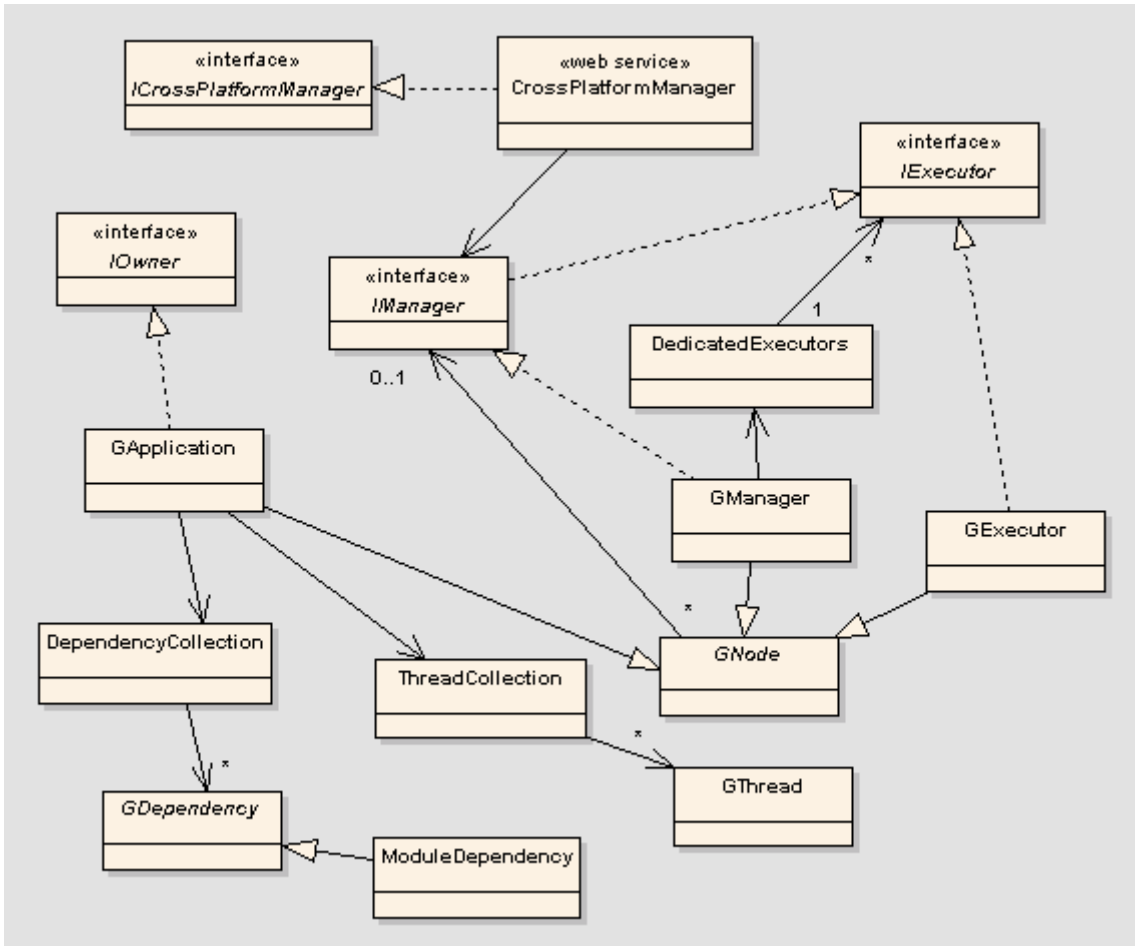 «interface»
ICrossPlatformManager
«web service»
CrossPlatformManager
«interface»
IExecutor
«interface»
IOwner
«interface»
IManager
*
1
DedicatedExecutors
0..1
GApplication
GManager
GExecutor
*
DependencyCollection
ThreadCollection
GNode
*
*
GDependency
GThread
ModuleDependency